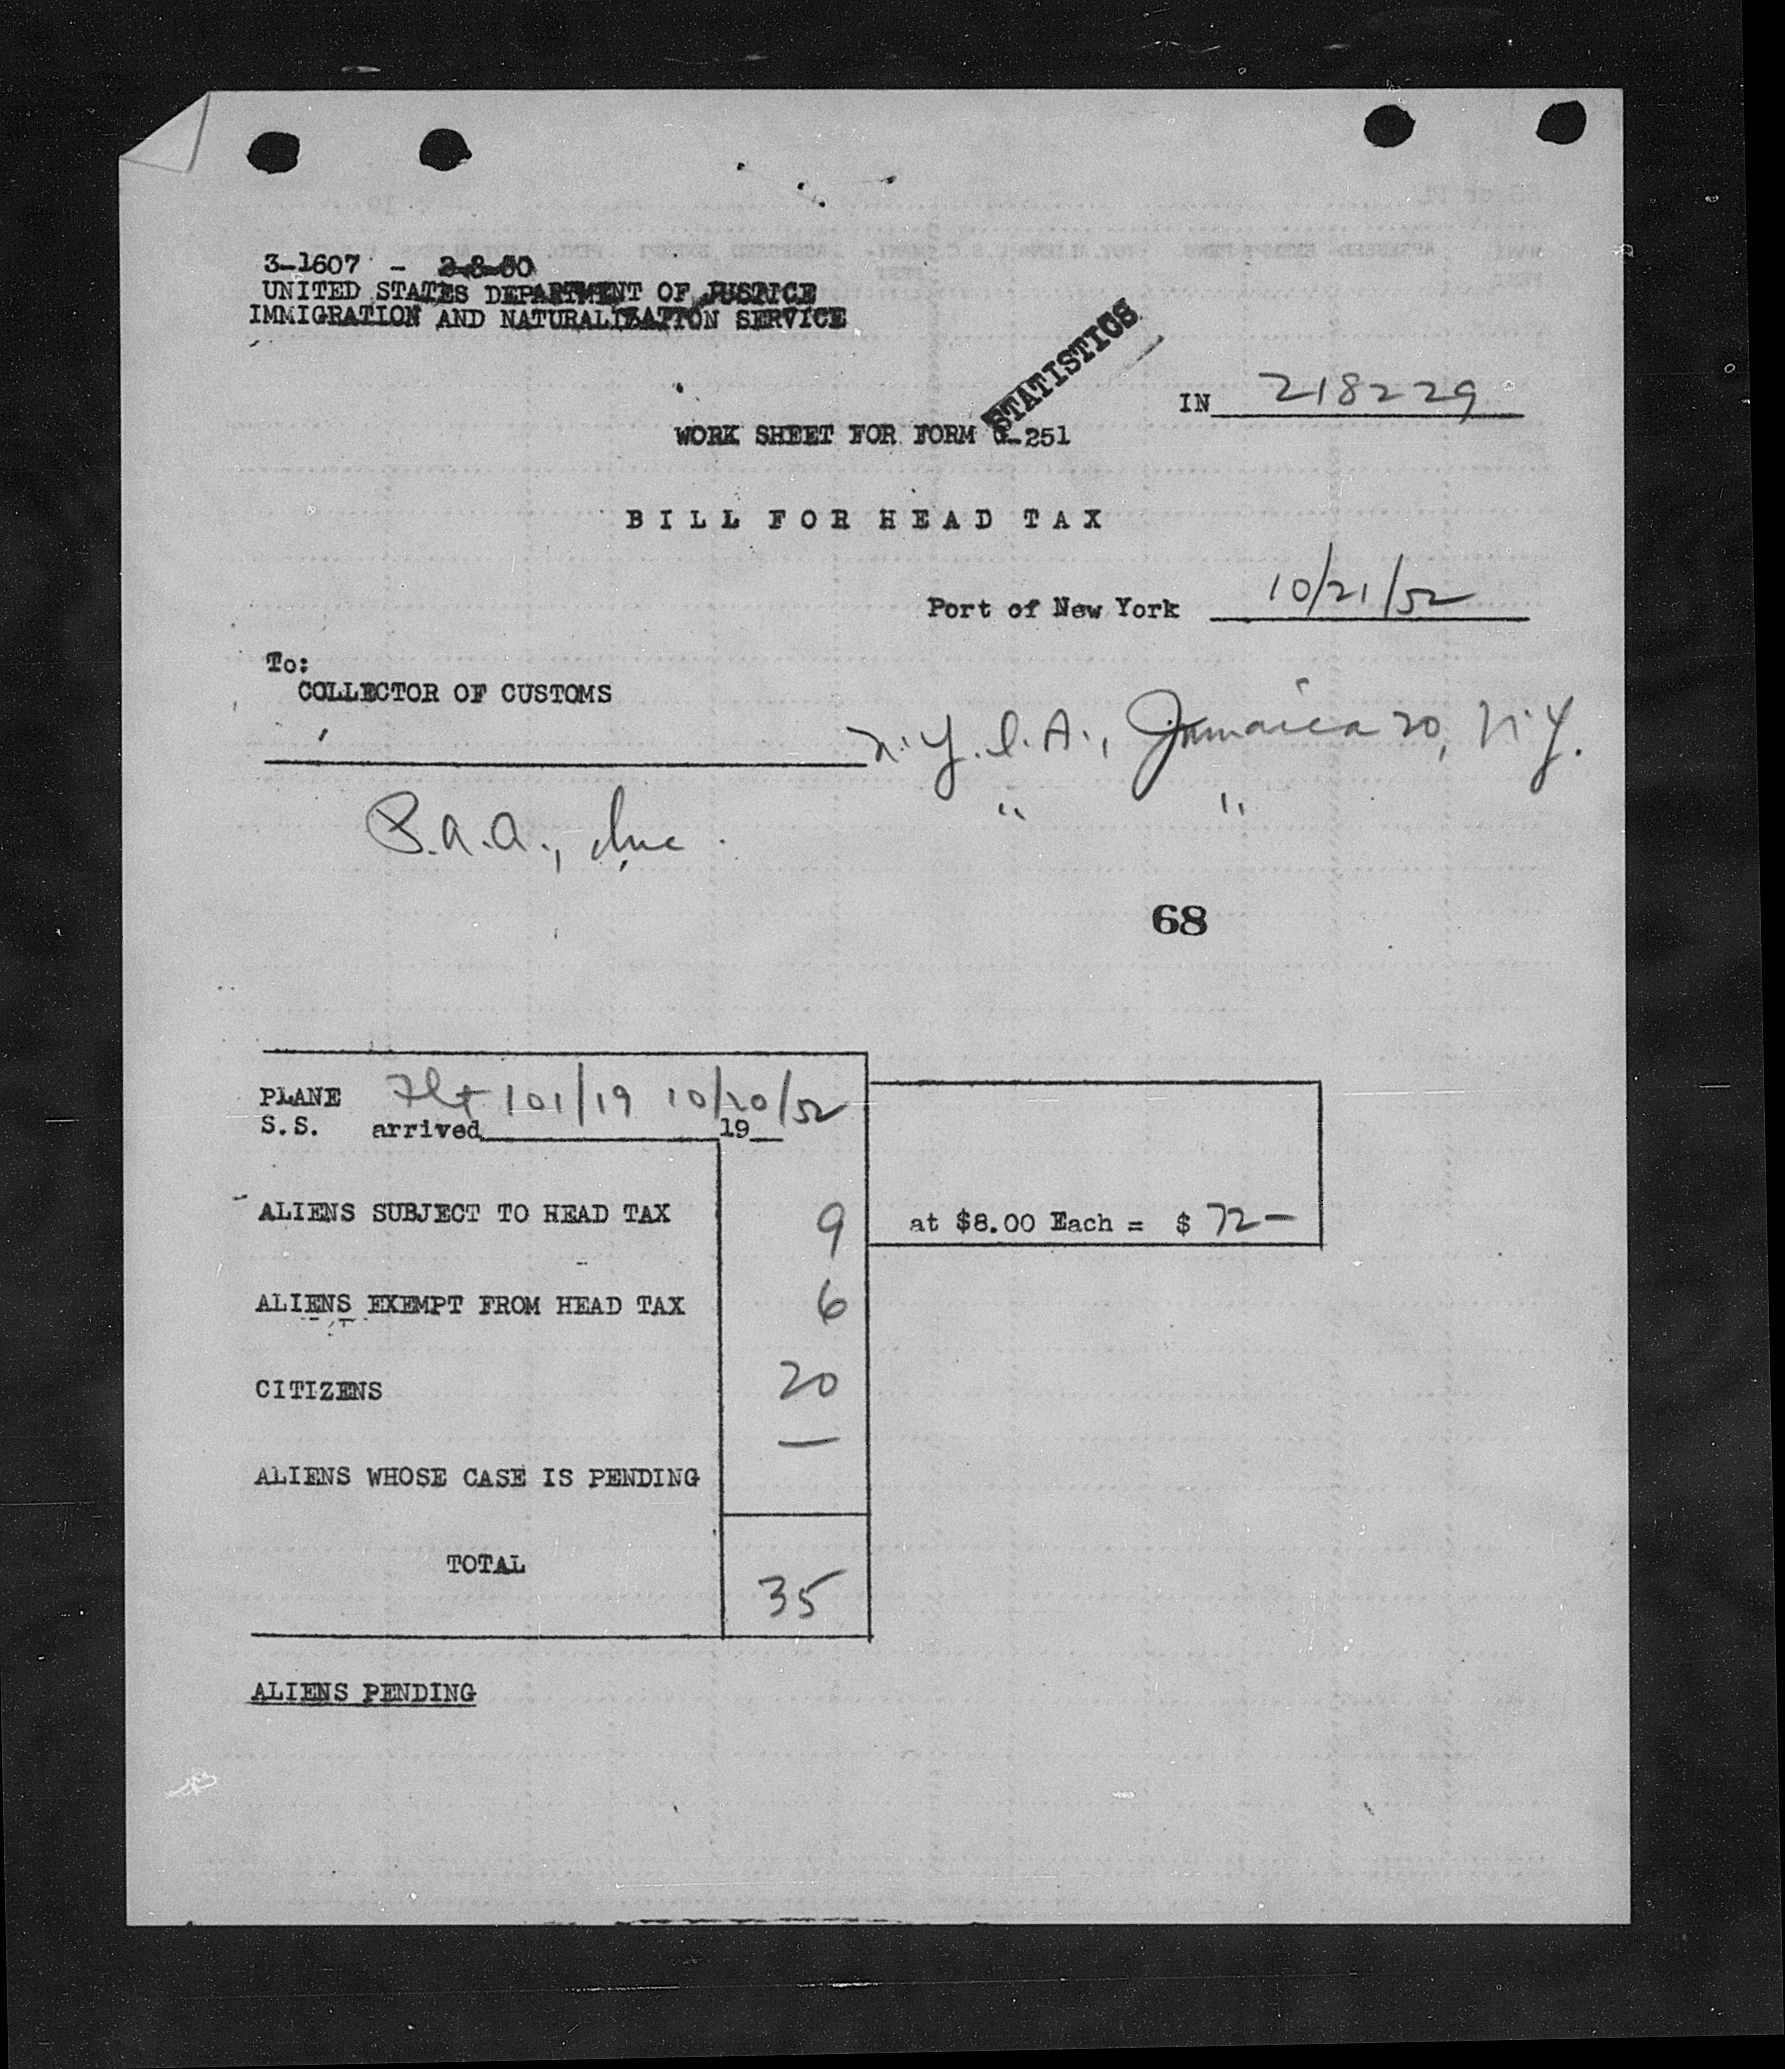 3-1607 - 2-8-50
UNITED STATES DEPARTMENT OF JUSTICE
IMMIGRATION AND NATURALIZATION SERVICE
STATISTICS
IN 218229
WORK SHEET FOR FORM G-251
BILL FOR HEAD TAX
Port of New York 10/21/52
To:
COLLECTOR OF CUSTOMS
N.Y.I.A., Jamaica 20, N.Y.
P.A.A., Inc. " "
68
PLANE Flt 101/19 10/20/52
S.S. arrived 19
ALIENS SUBJECT TO HEAD TAX 9 at $8.00 Each = $ 72-
ALIENS EXEMPT FROM HEAD TAX 6
CITIZENS 20
ALIENS WHOSE CASE IS PENDING —
TOTAL 35
ALIENS PENDING